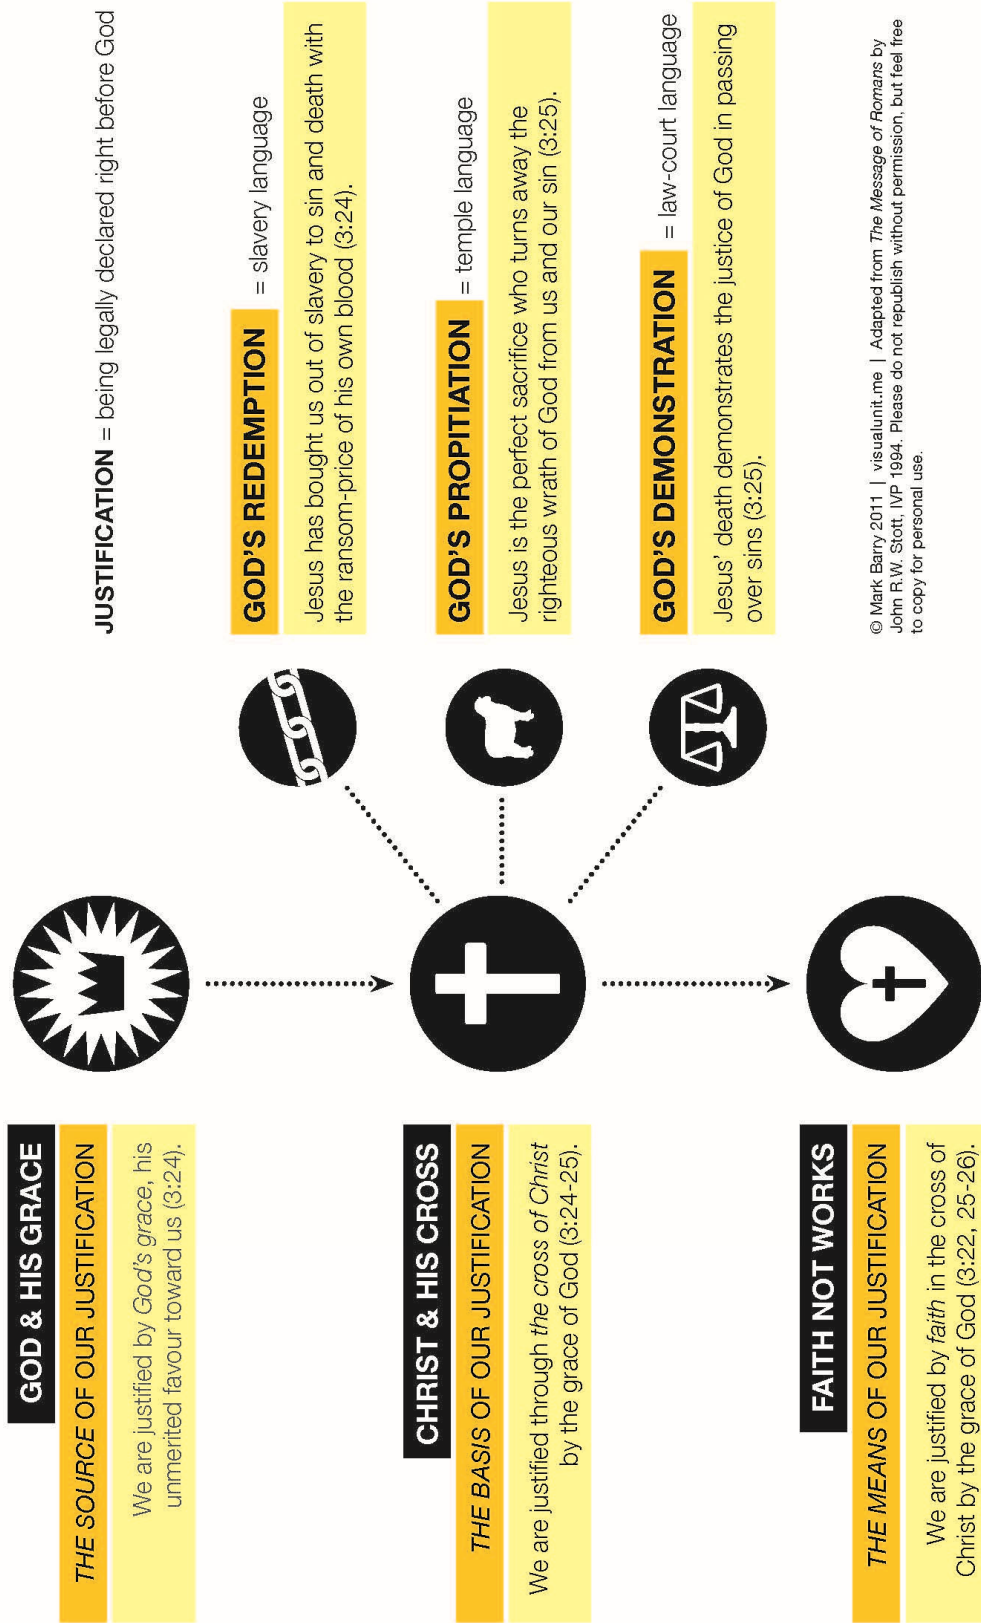 GOD & HIS GRACE
THE SOURCE OF OUR JUSTIFICATION
We are justified by God's grace, his
unmerited favour toward us (3:24).
CHRIST & HIS CROSS
THE BASIS OF OUR JUSTIFICATION
We are justified through the cross of Christ
by the grace of God (3:24-25).
FAITH NOT WORKS
THE MEANS OF OUR JUSTIFICATION
We are justified by faith in the cross of
Christ by the grace of God (3:22, 25-26).
JUSTIFICATION = being legally declared right before God
GOD'S REDEMPTION = slavery language
Jesus has bought us out of slavery to sin and death with
the ransom-price of his own blood (3:24).
GOD'S PROPITIATION = temple language
Jesus is the perfect sacrifice who turns away the
righteous wrath of God from us and our sin (3:25).
GOD'S DEMONSTRATION = law-court language
Jesus' death demonstrates the justice of God in passing
over sins (3:25).
© Mark Barry 2011 | visualunit.me | Adapted from The Message of Romans by
John R.W. Stott, IVP 1994. Please do not republish without permission, but feel free
to copy for personal use.